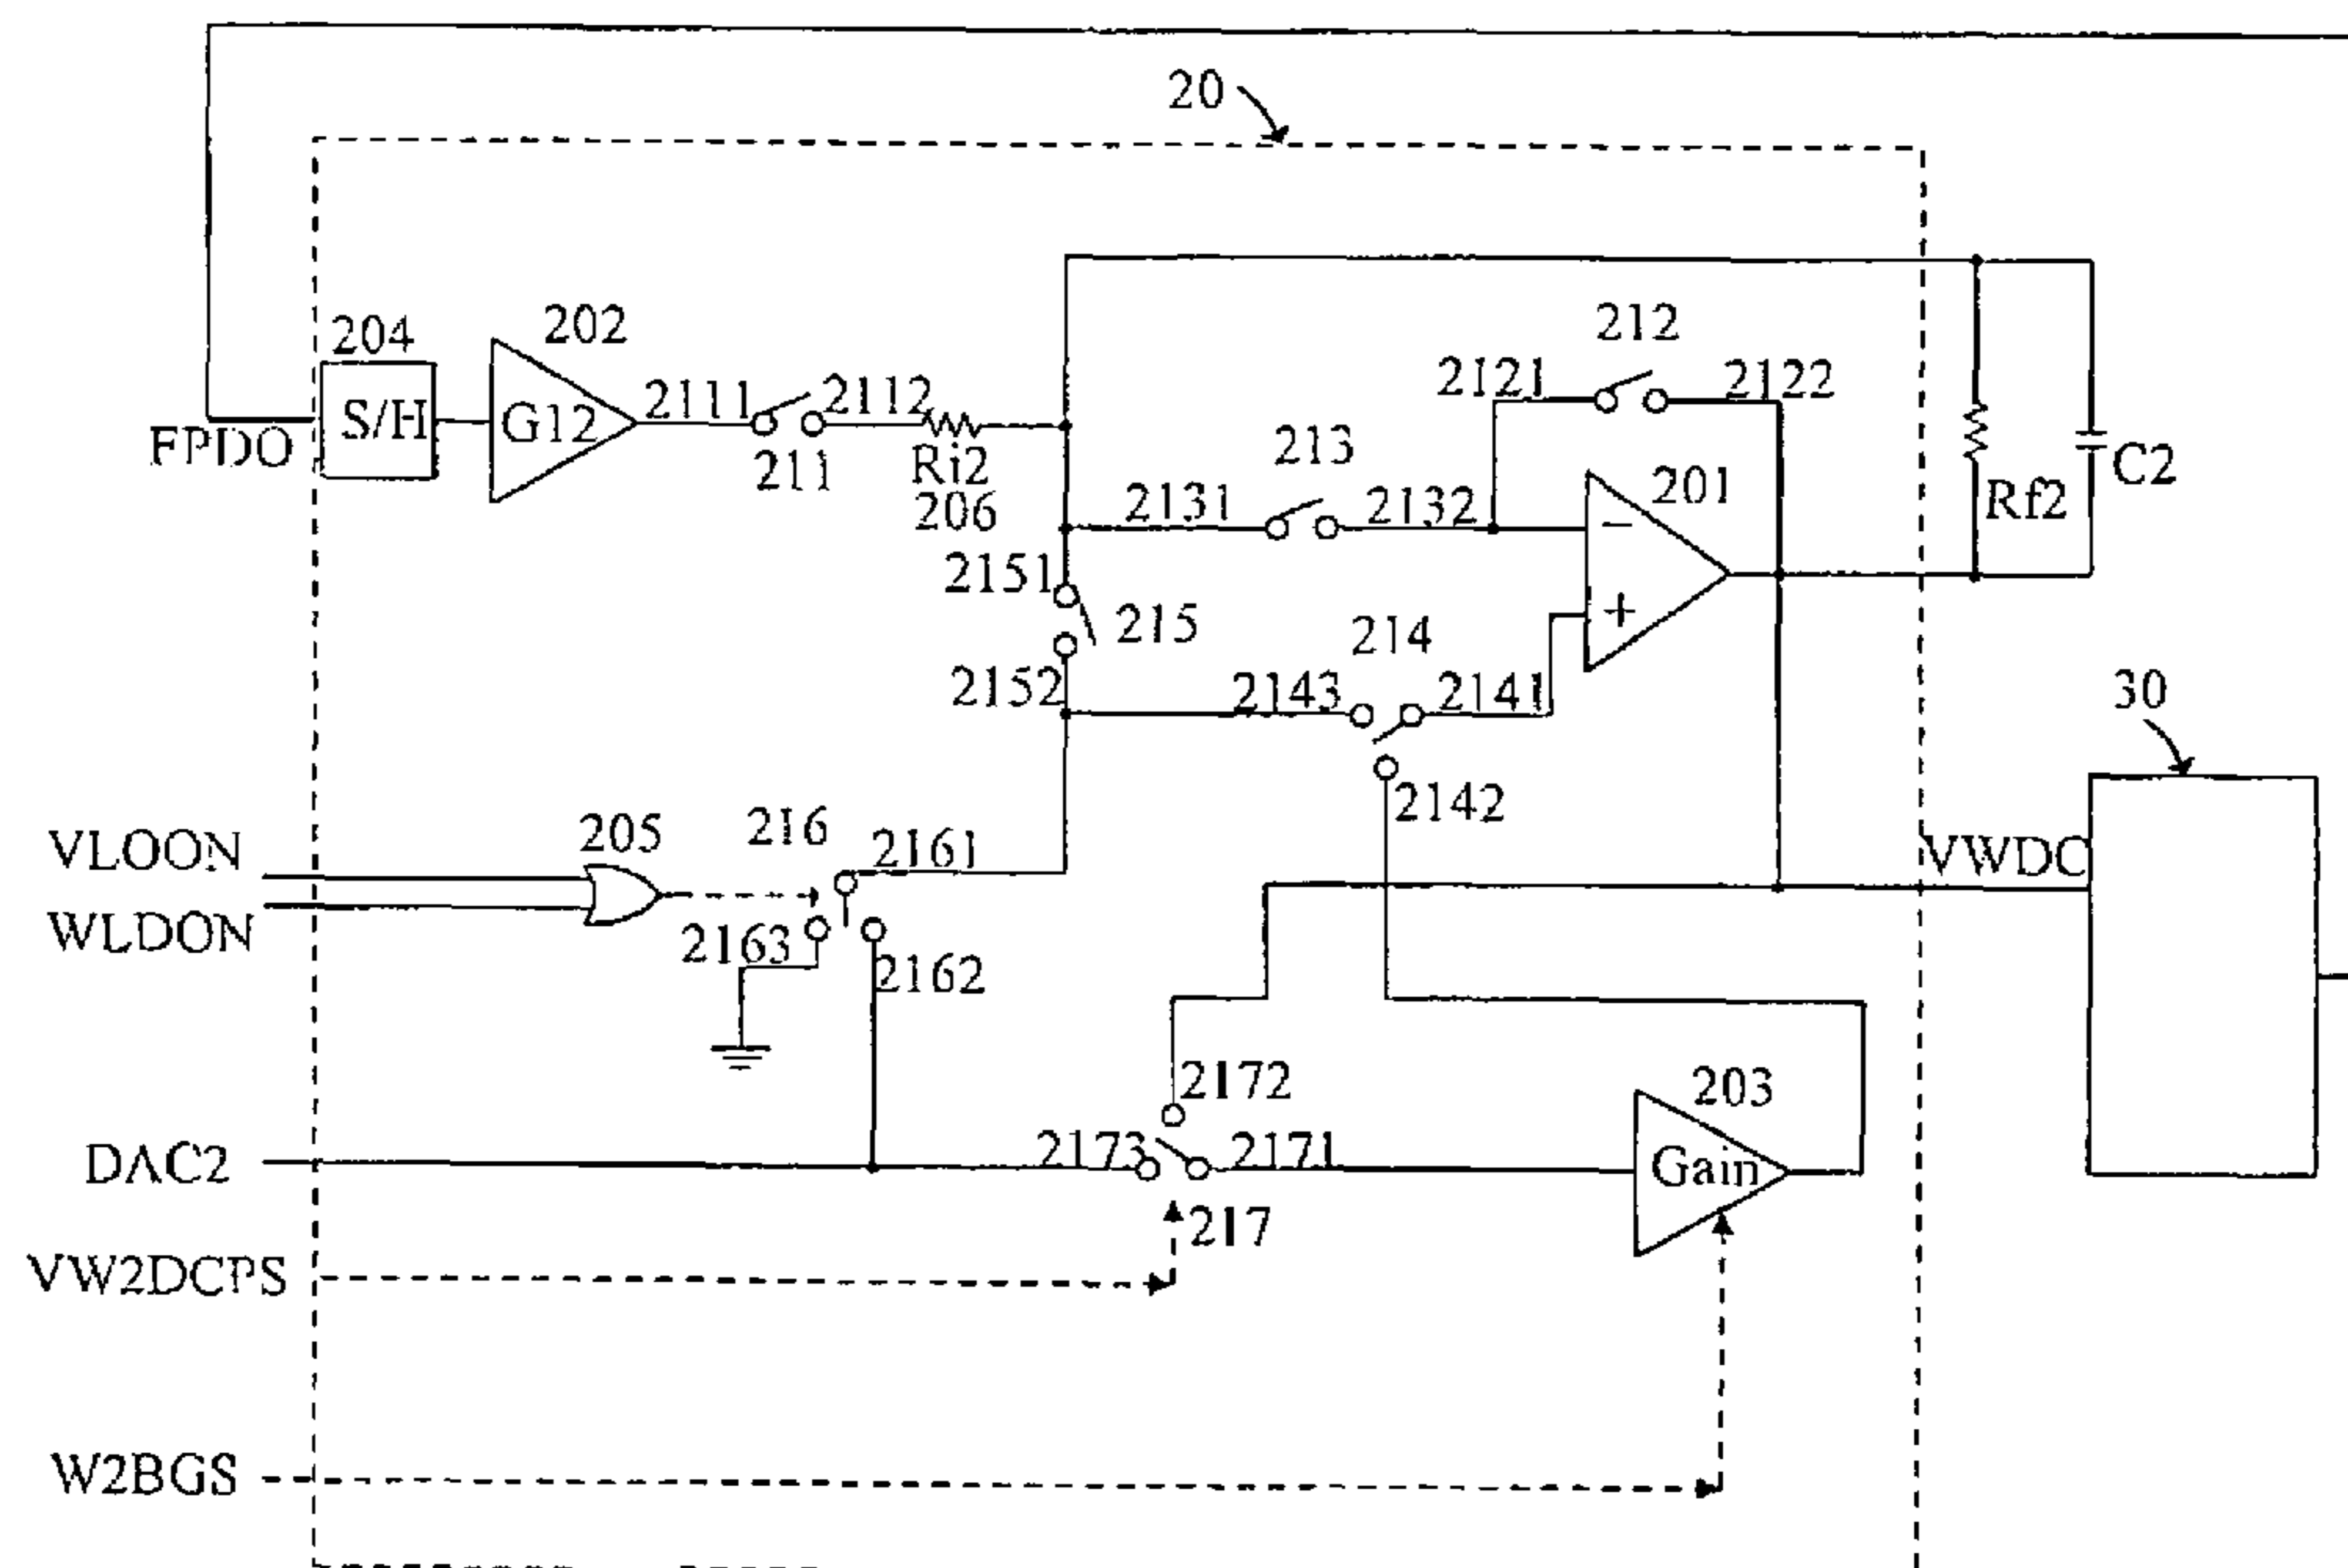 20
204
202
212
2121
2122
2111
2112
S/H
G12
213
FPDO
211
Ri2
206
2131
2132
201
C2
Rf2
−
+
2151
215
214
2152
2143
2141
30
2142
VLOON
205
216
2161
VWDC
WLDON
2163
2162
2172
203
DAC2
2173
2171
Gain
217
VW2DCPS
W2BGS